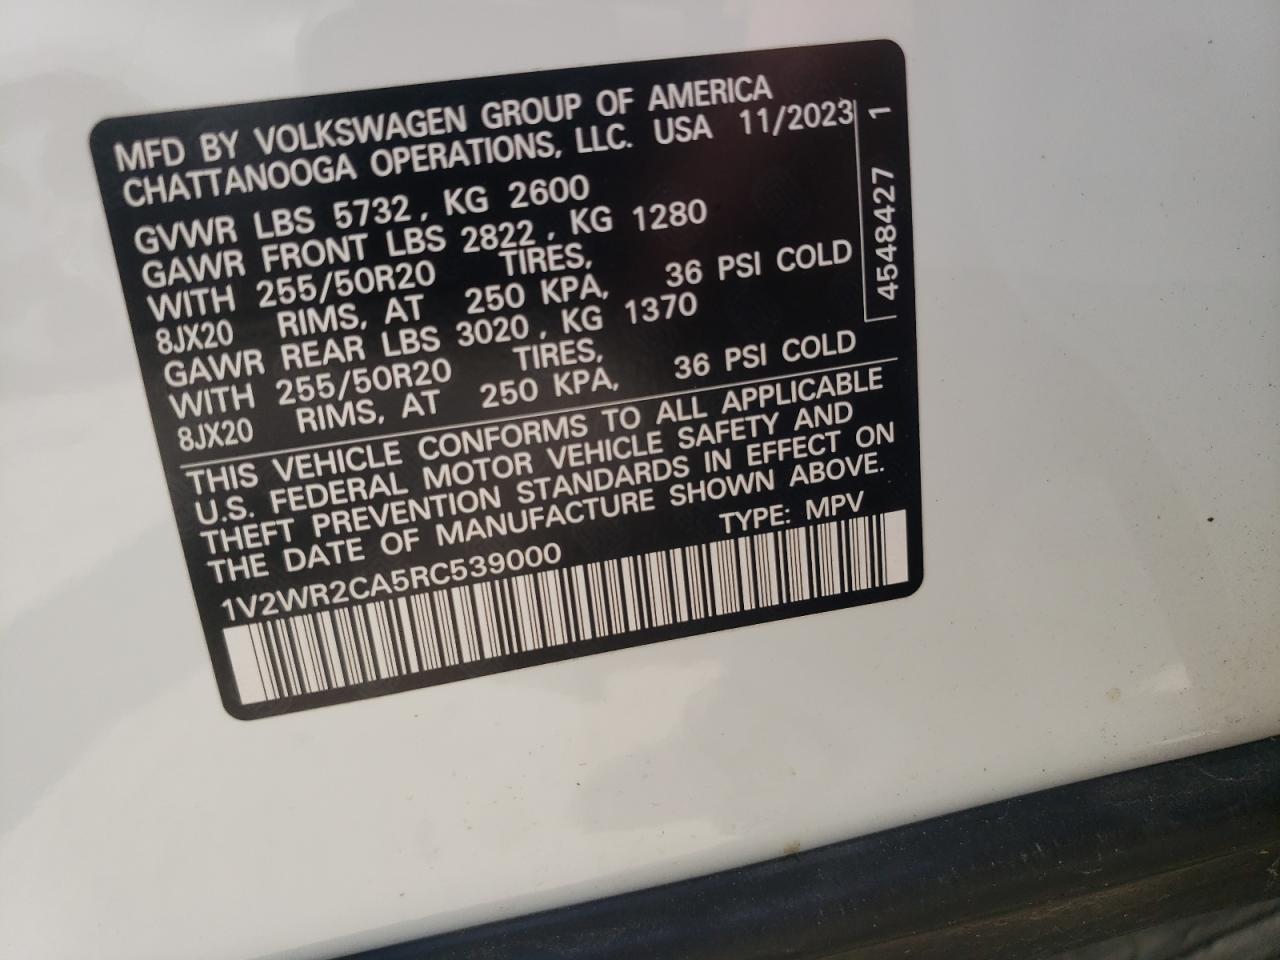 MFD BY VOLKSWAGEN GROUP OF AMERICA
CHATTANOOGA OPERATIONS, LLC. USA 11/2023
GVWR LBS 5732, KG 2600
GAWR FRONT LBS 2822, KG 1280
WITH 255/50R20 TIRES,
8JX20 RIMS, AT 250 KPA, 36 PSI COLD
GAWR REAR LBS 3020, KG 1370
WITH 255/50R20 TIRES,
8JX20 RIMS, AT 250 KPA, 36 PSI COLD
4548427 1
THIS VEHICLE CONFORMS TO ALL APPLICABLE
U.S. FEDERAL MOTOR VEHICLE SAFETY AND
THEFT PREVENTION STANDARDS IN EFFECT ON
THE DATE OF MANUFACTURE SHOWN ABOVE.
1V2WR2CA5RC539000 TYPE: MPV